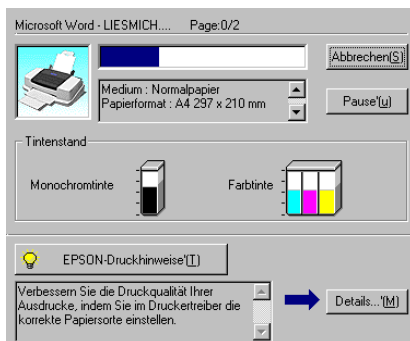 Microsoft Word - LIESMICH.... Page:0/2
Abbrechen(S)
Medium : Normalpapier
Papierformat : A4 297 x 210 mm
Pause'(u)
Tintenstand
Monochromtinte
Farbtinte
EPSON-Druckhinweise'(T)
Verbessern Sie die Druckqualität Ihrer
Ausdrucke, indem Sie im Druckertreiber die
korrekte Papiersorte einstellen.
Details...'(M)